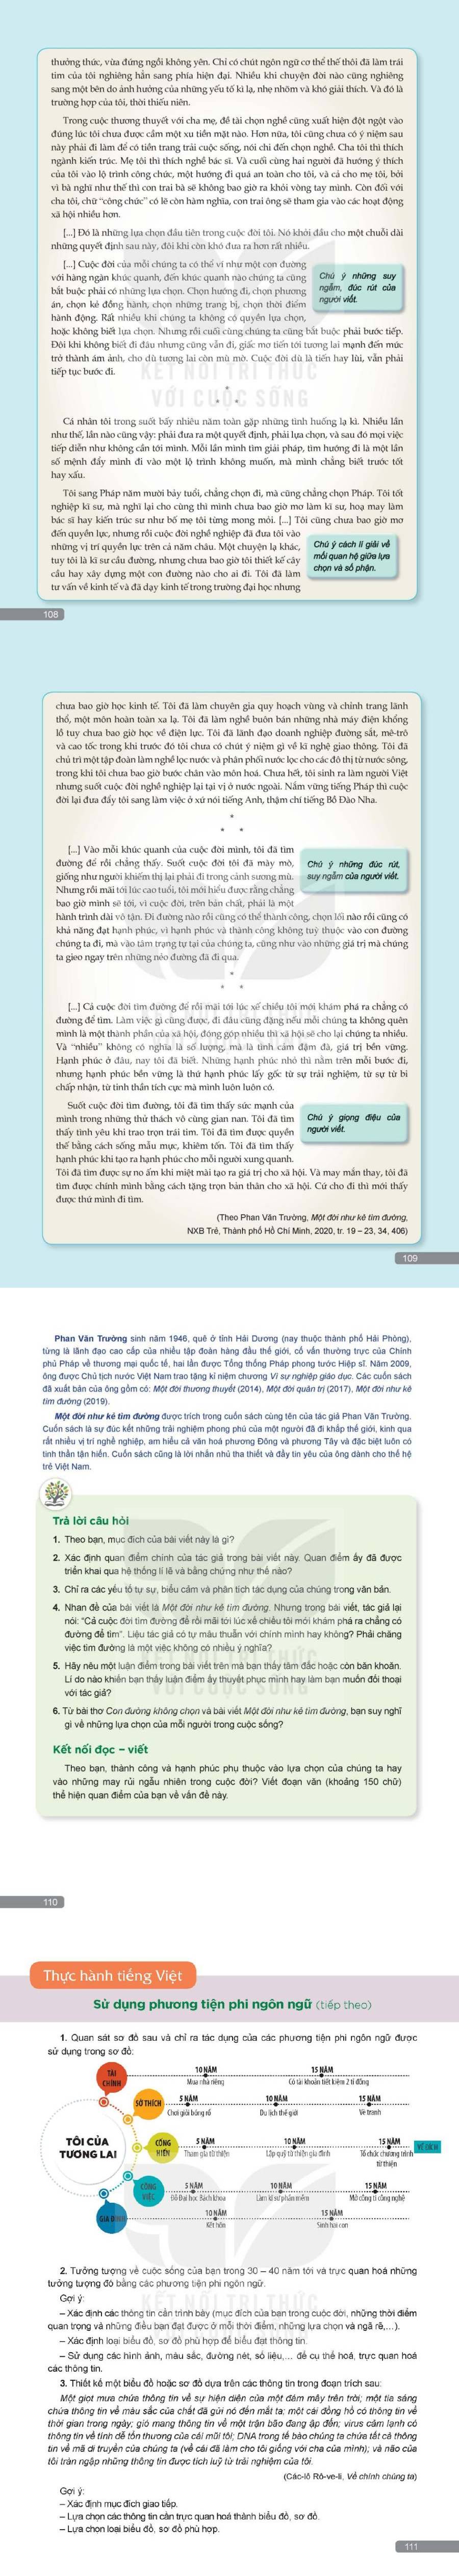 thưởng thức, vừa đứng ngồi không yên. Chỉ có chút ngôn ngữ cơ thể thế thôi đã làm trái
tim của tôi nghiêng hẳn sang phía hiện đại. Nhiều khi chuyện đời nào cũng nghiêng
sang một bên do ảnh hưởng của những yếu tố kì lạ, nhẹ nhõm và khó giải thích. Và đó là
trường hợp của tôi, thời thiếu niên.
Trong cuộc thương thuyết với cha mẹ, đề tài chọn nghề cũng xuất hiện đột ngột vào
đúng lúc tôi chưa được cầm một xu tiền mặt nào. Hơn nữa, tôi cũng chưa có ý niệm sau
này phải đi làm để có tiền trang trải cuộc sống, nói chi đến chọn nghề. Cha tôi thì thích
ngành kiến trúc. Mẹ tôi thì thích nghề bác sĩ. Và cuối cùng hai người đã hướng ý thích
của tôi vào lộ trình công chức, một hướng đi quá an toàn cho tôi, và cả cho mẹ tôi, bởi
vì bà nghĩ như thế thì con trai bà sẽ không bao giờ ra khỏi vòng tay mình. Còn đối với
cha tôi, chữ “công chức” có lẽ còn hàm nghĩa, con trai ông sẽ tham gia vào các hoạt động
xã hội nhiều hơn.
[...] Đó là những lựa chọn đầu tiên trong cuộc đời tôi. Nó khởi đầu cho một chuỗi dài
những quyết định sau này, đôi khi còn khó đưa ra hơn rất nhiều.
[...] Cuộc đời của mỗi chúng ta có thể ví như một con đường
với hàng ngàn khúc quanh, đến khúc quanh nào chúng ta cũng
bắt buộc phải có những lựa chọn. Chọn hướng đi, chọn phương
án, chọn kẻ đồng hành, chọn những trang bị, chọn thời điểm
hành động. Rất nhiều khi chúng ta không có quyền lựa chọn,
hoặc không biết lựa chọn. Nhưng rồi cuối cùng chúng ta cũng bắt buộc phải bước tiếp.
Đôi khi không biết đi đâu nhưng cũng vẫn đi, giấc mơ tiến tới tương lai mạnh đến mức
trở thành ám ảnh, cho dù tương lai còn mù mờ. Cuộc đời dù là tiến hay lùi, vẫn phải
tiếp tục bước đi.
Chú ý những suy
ngẫm, đúc rút của
người viết.
KẾT NỐI TRI THỨC
VỚI CUỘC SỐNG
*
* *
Cá nhân tôi trong suốt bấy nhiêu năm toàn gặp những tình huống lạ kì. Nhiều lần
như thế, lần nào cũng vậy: phải đưa ra một quyết định, phải lựa chọn, và sau đó mọi việc
tiếp diễn như không cần tới mình. Mỗi lần mình tìm giải pháp, tìm hướng đi là một lần
số mệnh đẩy mình đi vào một lộ trình không muốn, mà mình chẳng biết trước tốt
hay xấu.
Tôi sang Pháp năm mười bảy tuổi, chẳng chọn đi, mà cũng chẳng chọn Pháp. Tôi tốt
nghiệp kĩ sư, mà nghĩ lại cho cùng thì mình chưa bao giờ mơ làm kĩ sư, hoạ may làm
bác sĩ hay kiến trúc sư như bố mẹ tôi từng mong mỏi. [...] Tôi cũng chưa bao giờ mơ
đến quyền lực, nhưng rồi cuộc đời nghề nghiệp đã đưa tôi vào
những vị trí quyền lực trên cả năm châu. Một chuyện lạ khác,
tuy tôi là kĩ sư cầu đường, nhưng chưa bao giờ tôi thiết kế cây
cầu hay xây dựng một con đường nào cho ai đi. Tôi đã làm
tư vấn về kinh tế và đã dạy kinh tế trong trường đại học nhưng
Chú ý cách lí giải về
mối quan hệ giữa lựa
chọn và số phận.
108
chưa bao giờ học kinh tế. Tôi đã làm chuyên gia quy hoạch vùng và chỉnh trang lãnh
thổ, một môn hoàn toàn xa lạ. Tôi đã làm nghề buôn bán những nhà máy điện khổng
lồ tuy chưa bao giờ học về điện lực. Tôi đã lãnh đạo doanh nghiệp đường sắt, mê-trô
và cao tốc trong khi trước đó tôi chưa có chút ý niệm gì về kĩ nghệ giao thông. Tôi đã
chủ trì một tập đoàn làm nghề lọc nước và phân phối nước lọc cho các đô thị từ nước sông,
trong khi tôi chưa bao giờ bước chân vào môn hoá. Chưa hết, tôi sinh ra làm người Việt
nhưng suốt cuộc đời nghề nghiệp lại tại vị ở nước ngoài. Nắm vững tiếng Pháp thì cuộc
đời lại đưa đẩy tôi sang làm việc ở xứ nói tiếng Anh, thậm chí tiếng Bồ Đào Nha.
*
* *
[...] Vào mỗi khúc quanh của cuộc đời mình, tôi đã tìm
đường để rồi chẳng thấy. Suốt cuộc đời tôi đã mày mò,
giống như người khiếm thị lại phải đi trong cảnh sương mù.
Nhưng rồi mãi tới lúc cao tuổi, tôi mới hiểu được rằng chẳng
bao giờ mình sẽ tới, vì cuộc đời, trên bản chất, phải là một
hành trình dài vô tận. Đi đường nào rồi cũng có thể thành công, chọn lối nào rồi cũng có
khả năng đạt hạnh phúc, vì hạnh phúc và thành công không tuỳ thuộc vào con đường
chúng ta đi, mà vào tâm trạng tự tại của chúng ta, cũng như vào những giá trị mà chúng
ta gieo ngay trên những nẻo đường đã đi qua.
Chú ý những đúc rút,
suy ngẫm của người viết.
*
* *
[...] Cả cuộc đời tìm đường để rồi mãi tới lúc xế chiều tôi mới khám phá ra chẳng có
đường để tìm. Làm việc gì cũng được, đi đâu cũng đặng nếu mỗi chúng ta không quên
mình là một thành phần của xã hội, đóng góp nhiều thì xã hội sẽ cho lại chúng ta nhiều.
Và “nhiều” không có nghĩa là số lượng, mà là tình cảm đậm đà, giá trị bền vững.
Hạnh phúc ở đâu, nay tôi đã biết. Những hạnh phúc nhỏ thì nằm trên mỗi bước đi,
nhưng hạnh phúc bền vững là thứ hạnh phúc lấy gốc từ sự trải nghiệm, từ sự từ bi
chấp nhận, từ tinh thần tích cực mà mình luôn luôn có.
Suốt cuộc đời tìm đường, tôi đã tìm thấy sức mạnh của
mình trong những thử thách vô cùng gian nan. Tôi đã tìm
thấy tình yêu khi trao trọn trái tim. Tôi đã tìm được quyền
thế bằng cách sống mẫu mực, khiêm tốn. Tôi đã tìm thấy
hạnh phúc khi tạo ra hạnh phúc cho mỗi người xung quanh.
Tôi đã tìm được sự no ấm khi miệt mài tạo ra giá trị cho xã hội. Và may mắn thay, tôi đã
tìm được chính mình bằng cách tặng trọn bản thân cho xã hội. Cứ cho đi thì mới thấy
được thứ mình đi tìm.
Chú ý giọng điệu của
người viết.
(Theo Phan Văn Trường, Một đời như kẻ tìm đường,
NXB Trẻ, Thành phố Hồ Chí Minh, 2020, tr. 19 – 23, 34, 406)
109
Phan Văn Trường sinh năm 1946, quê ở tỉnh Hải Dương (nay thuộc thành phố Hải Phòng),
từng là lãnh đạo cao cấp của nhiều tập đoàn hàng đầu thế giới, cố vấn thường trực của Chính
phủ Pháp về thương mại quốc tế, hai lần được Tổng thống Pháp phong tước Hiệp sĩ. Năm 2009,
ông được Chủ tịch nước Việt Nam trao tặng kỉ niệm chương Vì sự nghiệp giáo dục. Các cuốn sách
đã xuất bản của ông gồm có: Một đời thương thuyết (2014), Một đời quản trị (2017), Một đời như kẻ
tìm đường (2019).
Một đời như kẻ tìm đường được trích trong cuốn sách cùng tên của tác giả Phan Văn Trường.
Cuốn sách là sự đúc kết những trải nghiệm phong phú của một người đã đi khắp thế giới, kinh qua
rất nhiều vị trí nghề nghiệp, am hiểu cả văn hoá phương Đông và phương Tây và đặc biệt luôn có
tinh thần tận hiến. Cuốn sách cũng là lời nhắn nhủ tha thiết và đầy tin yêu của ông dành cho thế hệ
trẻ Việt Nam.
Trả lời câu hỏi
1. Theo bạn, mục đích của bài viết này là gì?
2. Xác định quan điểm chính của tác giả trong bài viết này. Quan điểm ấy đã được
triển khai qua hệ thống lí lẽ và bằng chứng như thế nào?
3. Chỉ ra các yếu tố tự sự, biểu cảm và phân tích tác dụng của chúng trong văn bản.
4. Nhan đề của bài viết là Một đời như kẻ tìm đường. Nhưng trong bài viết, tác giả lại
nói: “Cả cuộc đời tìm đường để rồi mãi tới lúc xế chiều tôi mới khám phá ra chẳng có
đường để tìm”. Liệu tác giả có tự mâu thuẫn với chính mình hay không? Phải chăng
việc tìm đường là một việc không có nhiều ý nghĩa?
5. Hãy nêu một luận điểm trong bài viết trên mà bạn thấy tâm đắc hoặc còn băn khoăn.
Lí do nào khiến bạn thấy luận điểm ấy thuyết phục mình hay làm bạn muốn đối thoại
với tác giả?
6. Từ bài thơ Con đường không chọn và bài viết Một đời như kẻ tìm đường, bạn suy nghĩ
gì về những lựa chọn của mỗi người trong cuộc sống?
Kết nối đọc – viết
Theo bạn, thành công và hạnh phúc phụ thuộc vào lựa chọn của chúng ta hay
vào những may rủi ngẫu nhiên trong cuộc đời? Viết đoạn văn (khoảng 150 chữ)
thể hiện quan điểm của bạn về vấn đề này.
110
Thực hành tiếng Việt
Sử dụng phương tiện phi ngôn ngữ (tiếp theo)
1. Quan sát sơ đồ sau và chỉ ra tác dụng của các phương tiện phi ngôn ngữ được
sử dụng trong sơ đồ:
TÔI CỦA
TƯƠNG LAI
TÀI
CHÍNH
10 NĂM
Mua nhà riêng
15 NĂM
Có tài khoản tiết kiệm 2 tỉ đồng
SỞ THÍCH
5 NĂM
Chơi giỏi bóng rổ
10 NĂM
Du lịch thế giới
15 NĂM
Vẽ tranh
CỐNG
HIẾN
5 NĂM
Tham gia từ thiện
10 NĂM
Lập quỹ từ thiện gia đình
15 NĂM
Tổ chức chương trình
từ thiện
VỀ ĐÍCH
CÔNG
VIỆC
5 NĂM
Đỗ Đại học Bách khoa
10 NĂM
Làm kĩ sư phần mềm
15 NĂM
Mở công ti công nghệ
GIA ĐÌNH
10 NĂM
Kết hôn
15 NĂM
Sinh hai con
2. Tưởng tượng về cuộc sống của bạn trong 30 – 40 năm tới và trực quan hoá những
tưởng tượng đó bằng các phương tiện phi ngôn ngữ.
Gợi ý:
– Xác định các thông tin cần trình bày (mục đích của bạn trong cuộc đời, những thời điểm
quan trọng và những điều bạn đạt được ở mỗi thời điểm, những lựa chọn và ngã rẽ,...).
– Xác định loại biểu đồ, sơ đồ phù hợp để biểu đạt thông tin.
– Sử dụng các hình ảnh, màu sắc, đường nét, số liệu,... để cụ thể hoá, trực quan hoá
các thông tin.
3. Thiết kế một biểu đồ hoặc sơ đồ dựa trên các thông tin trong đoạn trích sau:
Một giọt mưa chứa thông tin về sự hiện diện của một đám mây trên trời; một tia sáng
chứa thông tin về màu sắc của chất đã gửi nó đến mắt ta; một cái đồng hồ có thông tin về
thời gian trong ngày; gió mang thông tin về một trận bão đang ập đến; virus cảm lạnh có
thông tin về tính dễ tổn thương của cái mũi tôi; DNA trong tế bào chúng ta chứa tất cả thông
tin về mã di truyền của chúng ta (về cái đã làm cho tôi giống với cha của mình); và não của
tôi tràn ngập những thông tin được tích luỹ từ trải nghiệm của tôi.
(Các-lô Rô-ve-li, Về chính chúng ta)
Gợi ý:
– Xác định mục đích giao tiếp.
– Lựa chọn các thông tin cần trực quan hoá thành biểu đồ, sơ đồ.
– Lựa chọn loại biểu đồ, sơ đồ phù hợp.
111